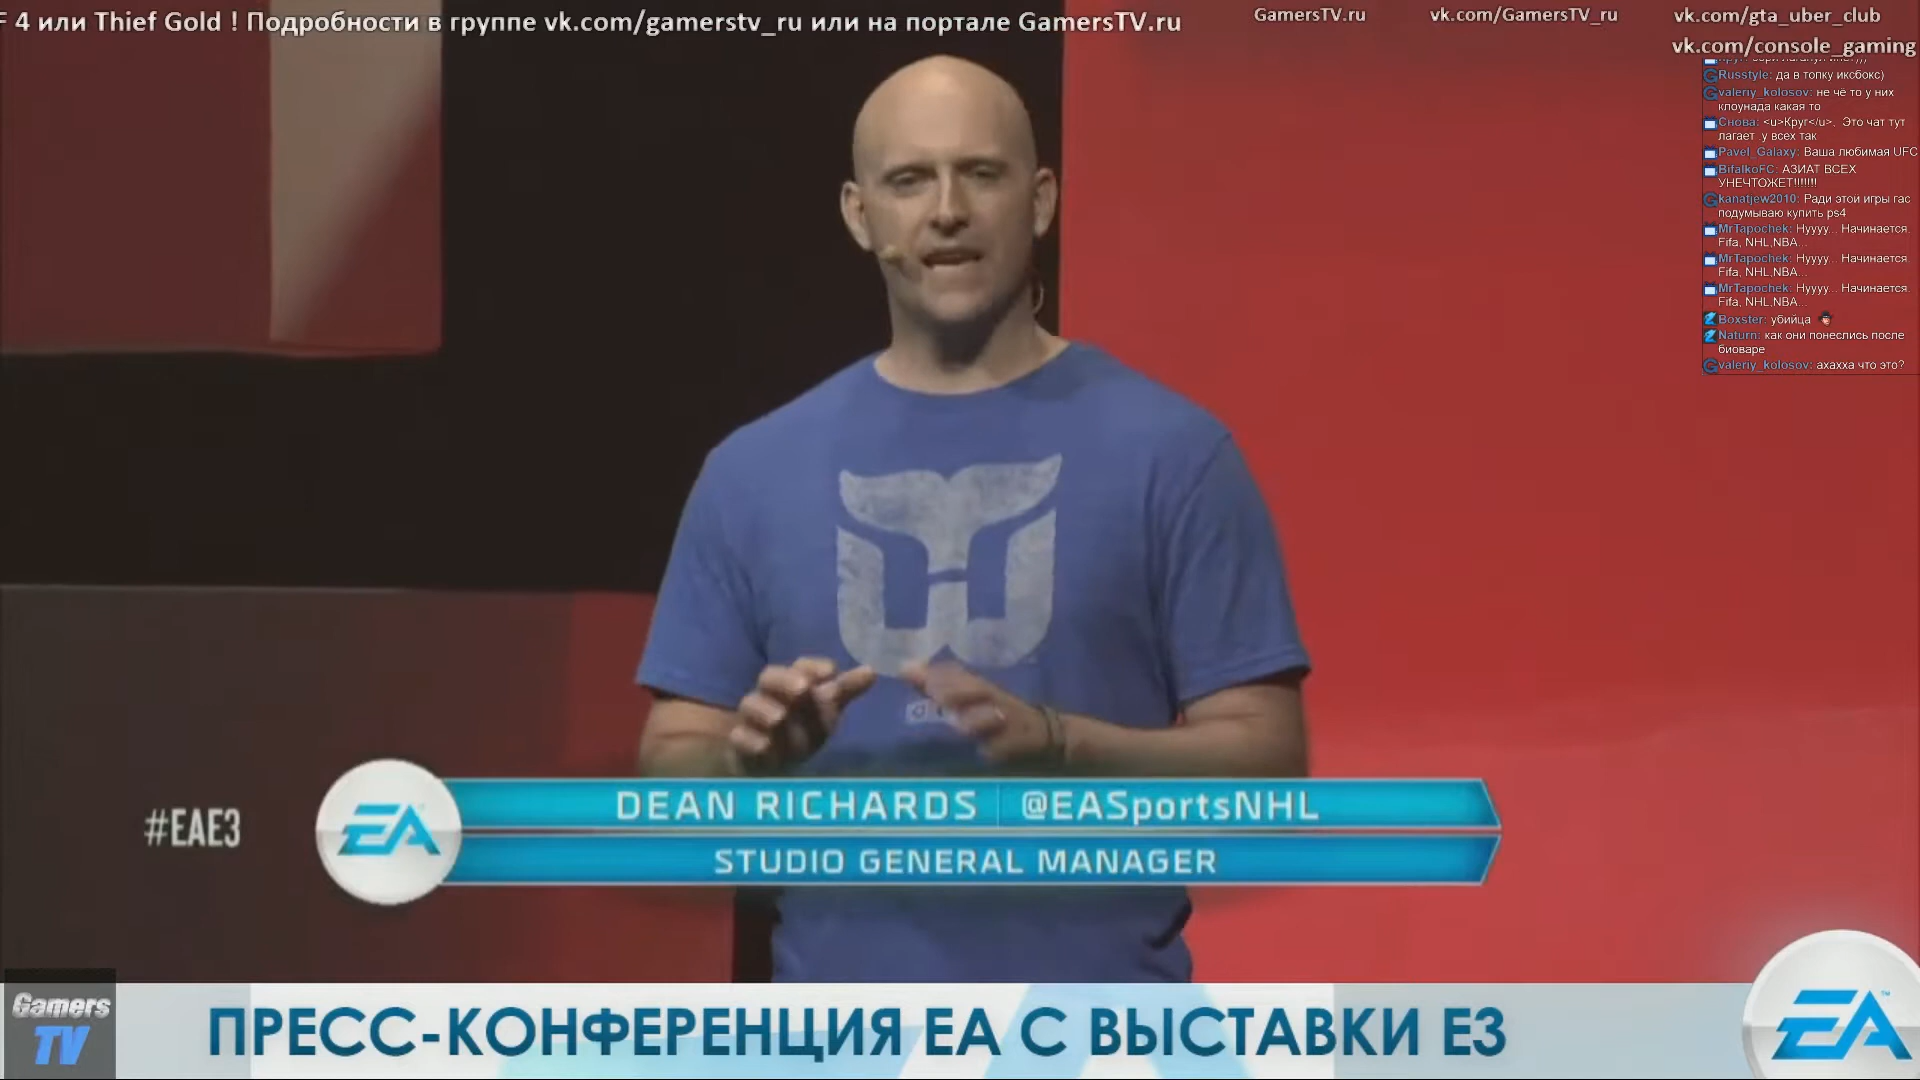 4 или Thief Gold ! Подробности в группе vk.com/gamerstv_ru или на портале GamersTV.ru
GamersTV.ru
vk.com/GamersTV_ru
vk.com/gta_uber_club
vk.com/console_gaming
Russtyle: да в топку иксбокс)
valeriy_kolosov: не чё то у них
клоунада какая то
Снова: <u>Круг</u>, Это чат тут
лагает у всех так
Pavel_Galaxy: Ваша любимая UFC
BifalkoFC: АЗИАТ ВСЕХ
УНЕЧТОЖЕТ!!!!!!!
kanatjew2010: Ради этой игры гас
подумываю купить ps4
MrTapochek: Нуууу... Начинается.
Fifa, NHL,NBA...
MrTapochek: Нуууу... Начинается.
Fifa, NHL,NBA...
MrTapochek: Нуууу... Начинается.
Fifa, NHL,NBA...
Boxster: убийца
Naturn: как они понеслись после
биоваре
valeriy_kolosov: ахахха что это?
#EAE3
EA
DEAN RICHARDS @EASportsNHL
STUDIO GENERAL MANAGER
Gamers
TV
ПРЕСС-КОНФЕРЕНЦИЯ EA С ВЫСТАВКИ E3
EA